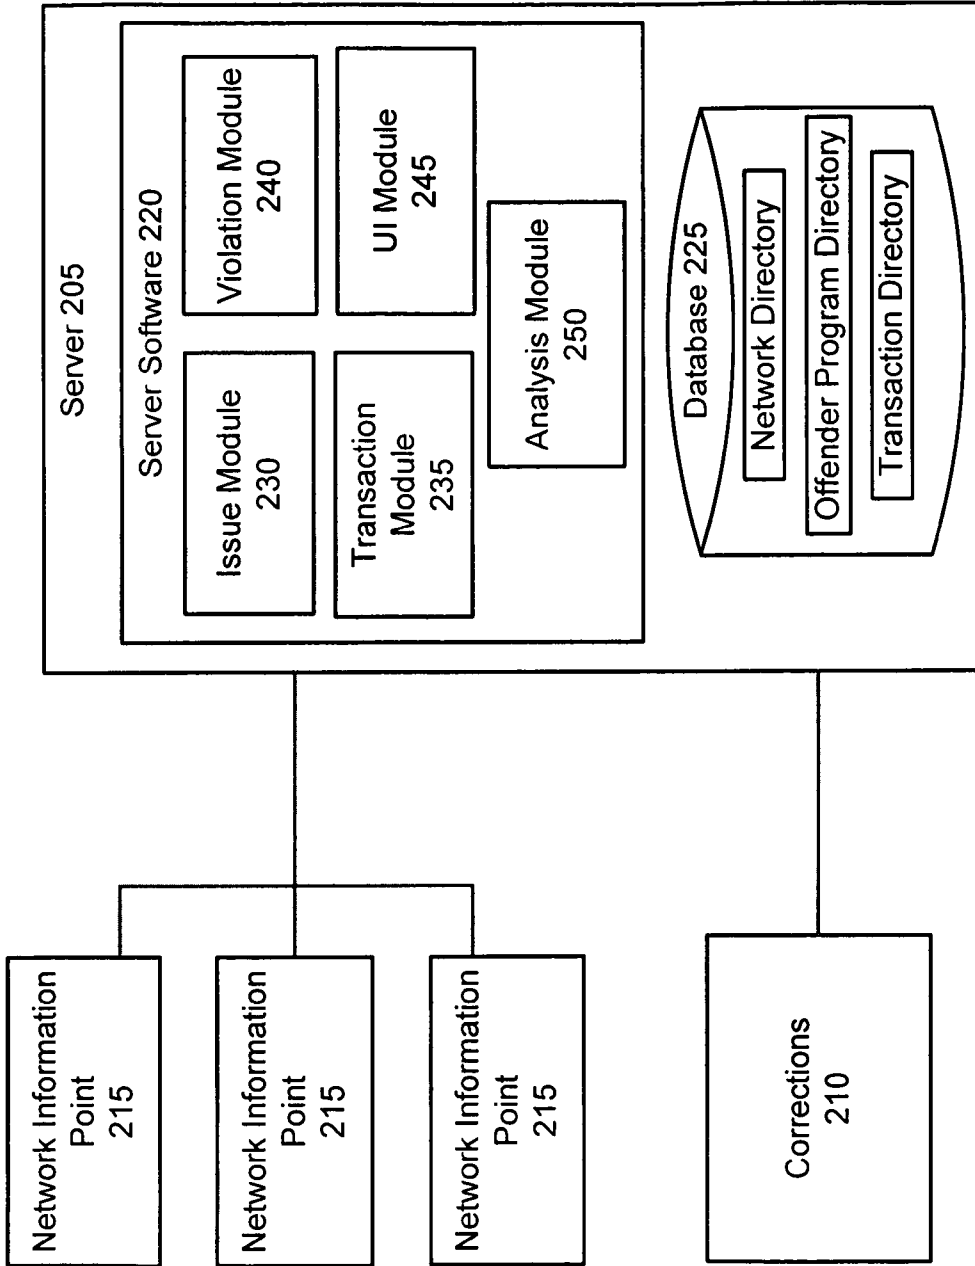 Server 205
Server Software 220
Issue Module
230
Violation Module
240
Transaction
Module
235
UI Module
245
Analysis Module
250
Database 225
Network Directory
Offender Program Directory
Transaction Directory
Network Information
Point
215
Network Information
Point
215
Network Information
Point
215
Corrections
210